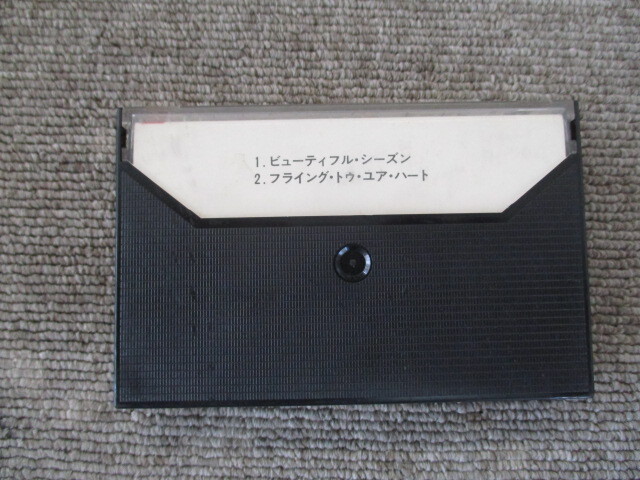 1. ビューティフル・シーズン
2. フライング・トゥ・ユア・ハート